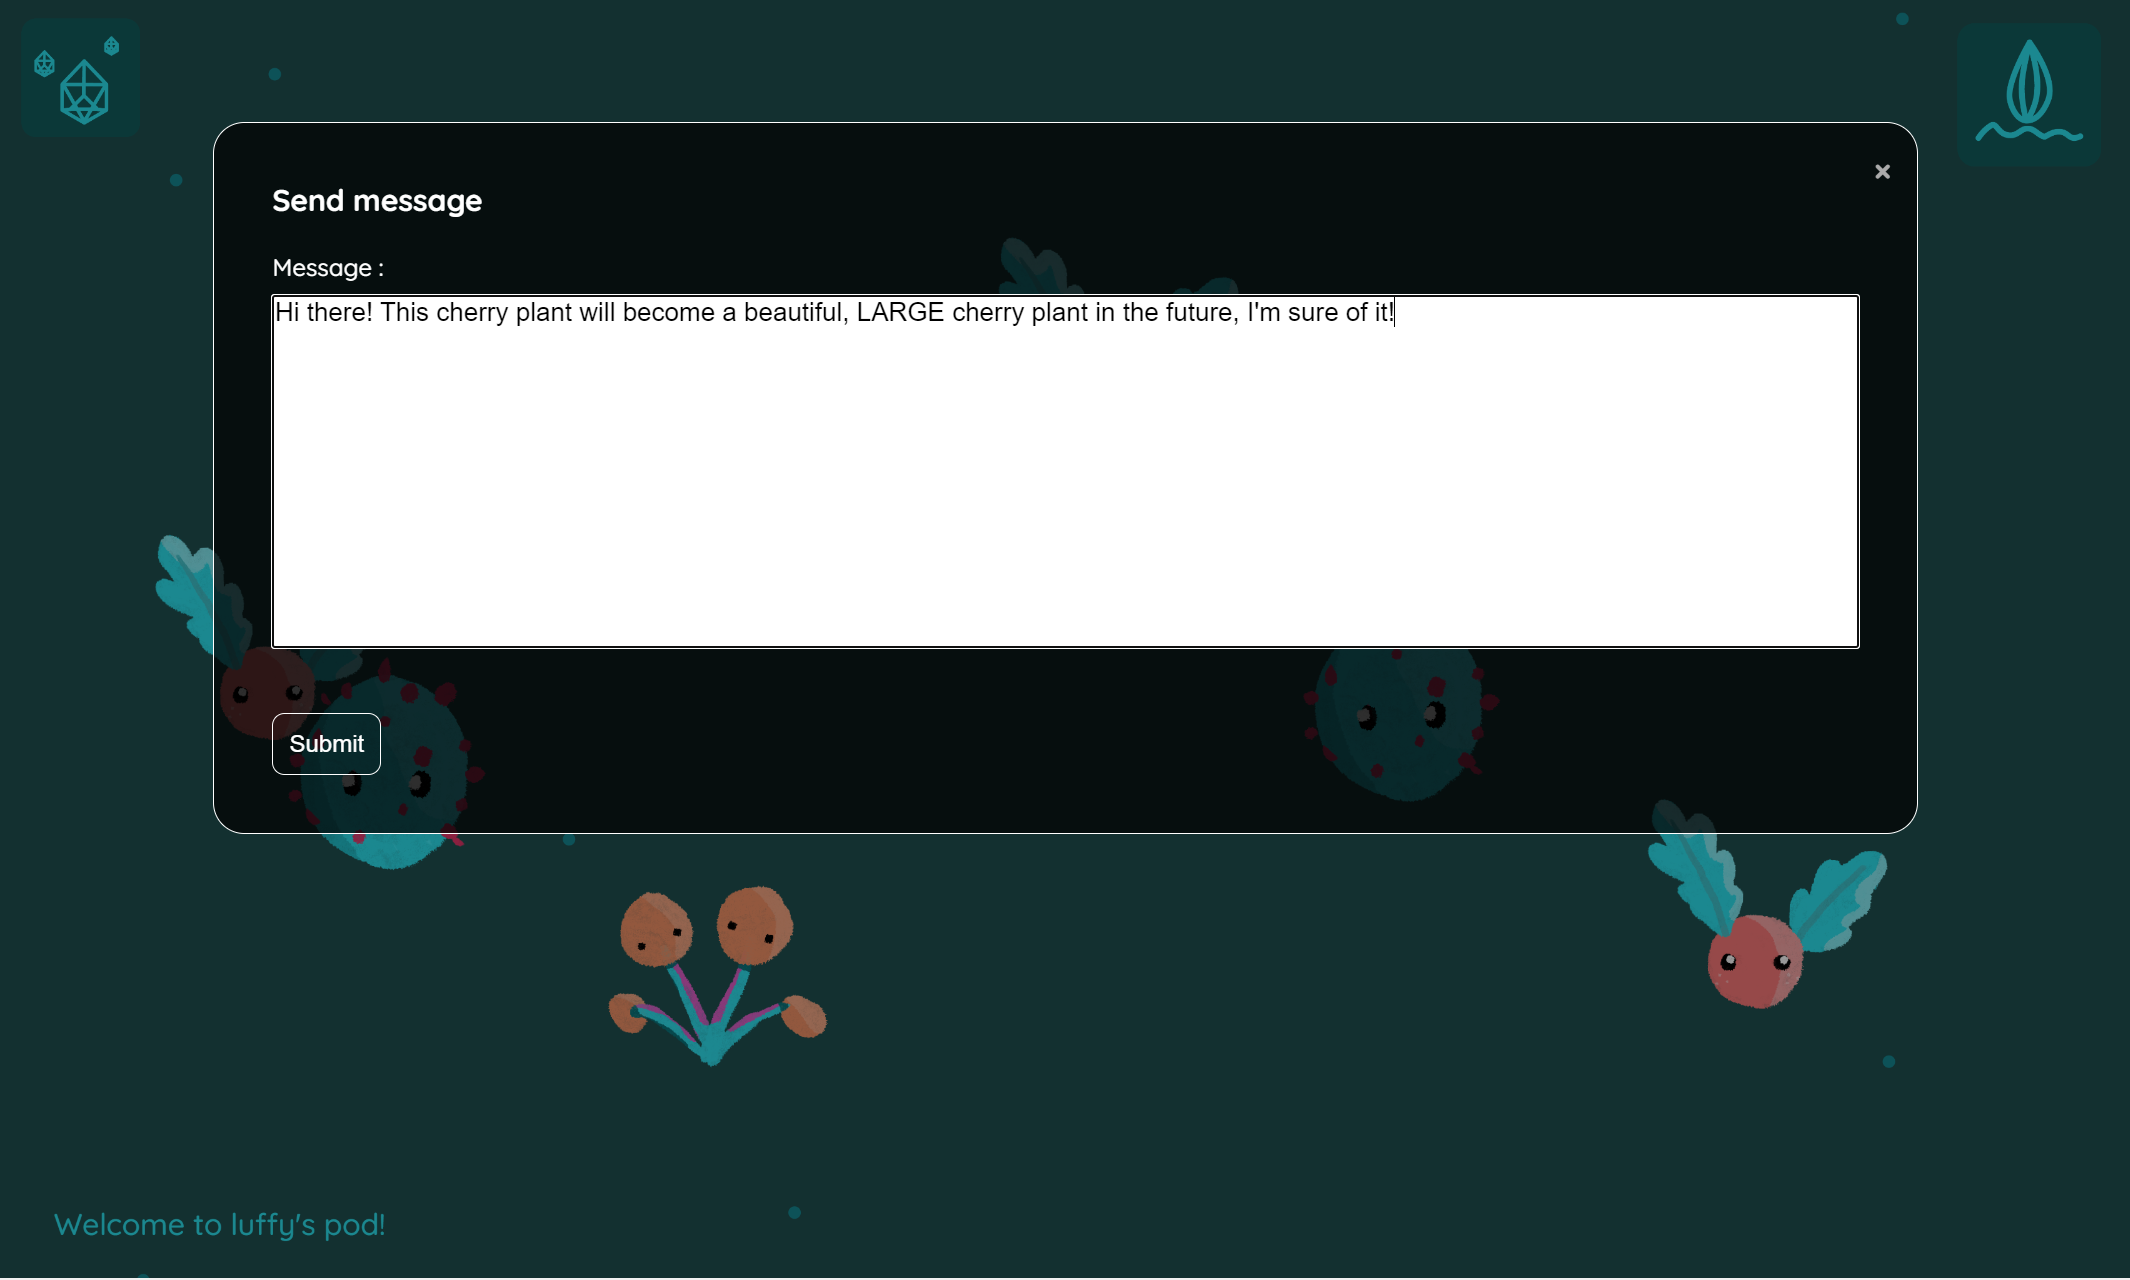 Send message
Message :
Hi there! This cherry plant will become a beautiful, LARGE cherry plant in the future, I'm sure of it!
Submit
Welcome to luffy's pod!